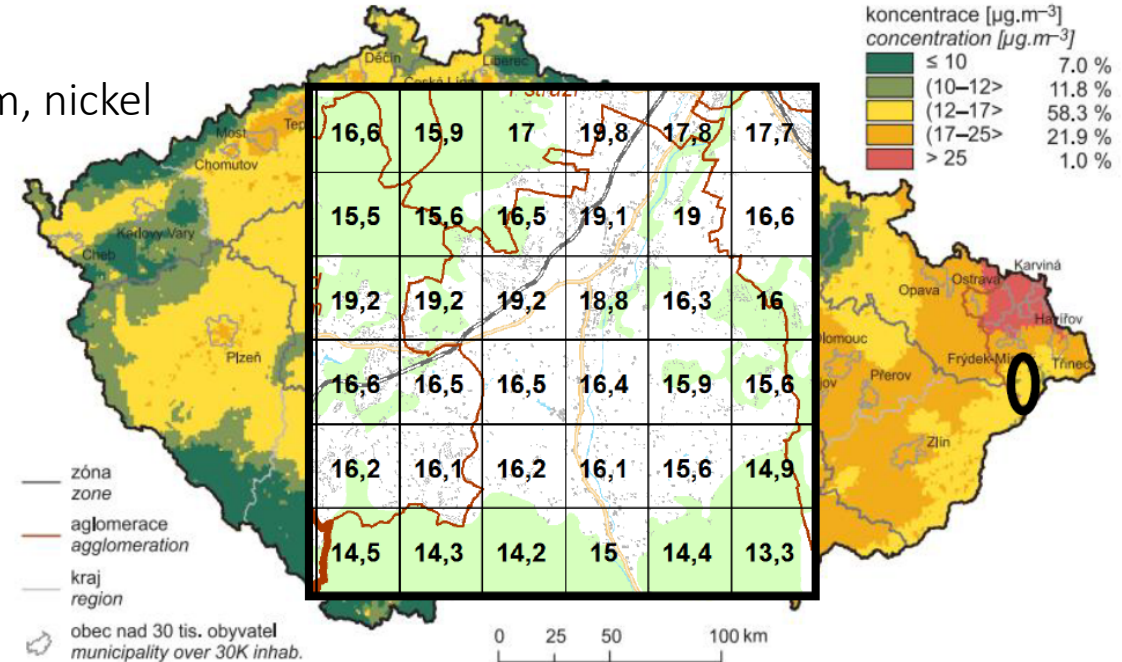 m, nickel
koncentrace [µg.m–3]
concentration [µg.m–3]
≤ 10 7.0 %
(10–12> 11.8 %
(12–17> 58.3 %
(17–25> 21.9 %
> 25 1.0 %
Děčín
Liberec
Česká Lípa
Most
Tep
Chomutov
Karlovy Vary
Cheb
Plzeň
16,6 15,9 17 19,8 17,8 17,7
15,5 15,6 16,5 19,1 19 16,6
19,2 19,2 19,2 18,8 16,3 16
16,6 16,5 16,5 16,4 15,9 15,6
16,2 16,1 16,2 16,1 15,6 14,9
14,5 14,3 14,2 15 14,4 13,3
Karviná
Ostrava
Opava
Havířov
lomouc
Frýdek-Mís
Třinec
jov
Přerov
Zlín
zóna
zone
aglomerace
agglomeration
kraj
region
obec nad 30 tis. obyvatel
municipality over 30K inhab.
0 25 50 100 km